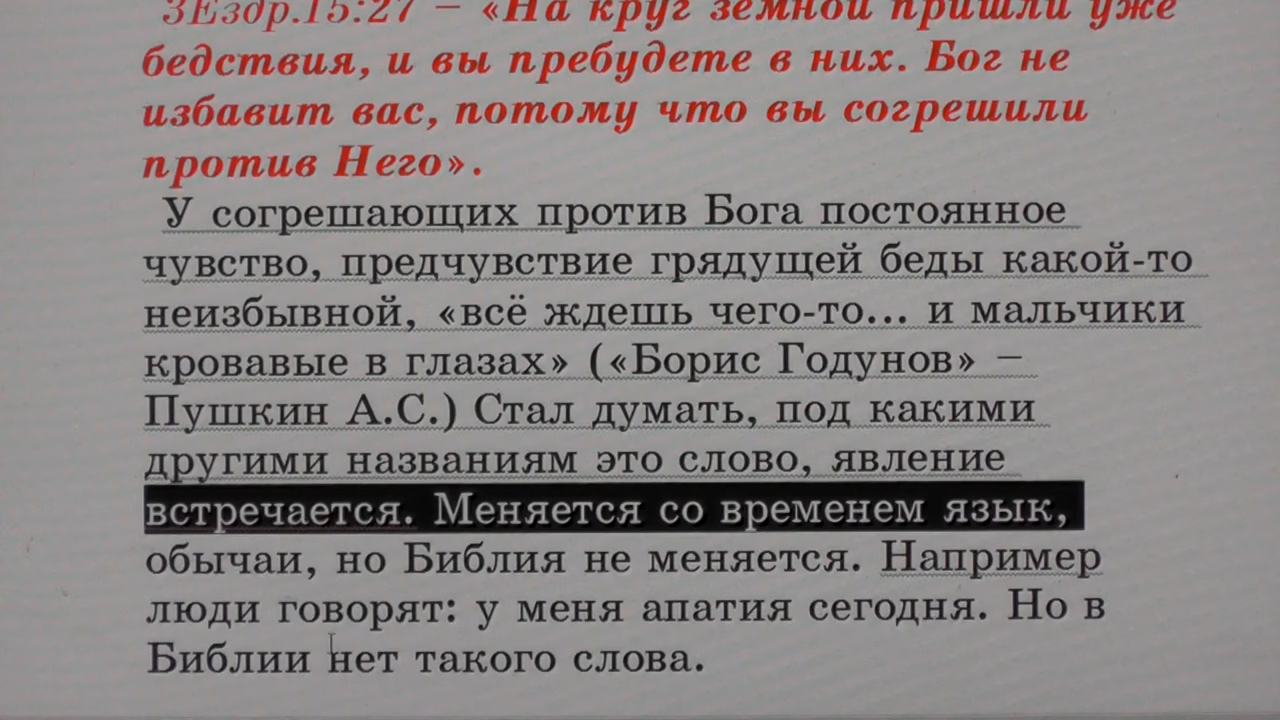 3Ездр.15:27 – «На круг земной пришли уже
бедствия, и вы пребудете в них. Бог не
избавит вас, потому что вы согрешили
против Него».
У согрешающих против Бога постоянное
чувство, предчувствие грядущей беды какой-то
неизбывной, «всё ждешь чего-то... и мальчики
кровавые в глазах» («Борис Годунов» –
Пушкин А.С.) Стал думать, под какими
другими названиям это слово, явление
встречается. Меняется со временем язык,
обычаи, но Библия не меняется. Например
люди говорят: у меня апатия сегодня. Но в
Библии нет такого слова.